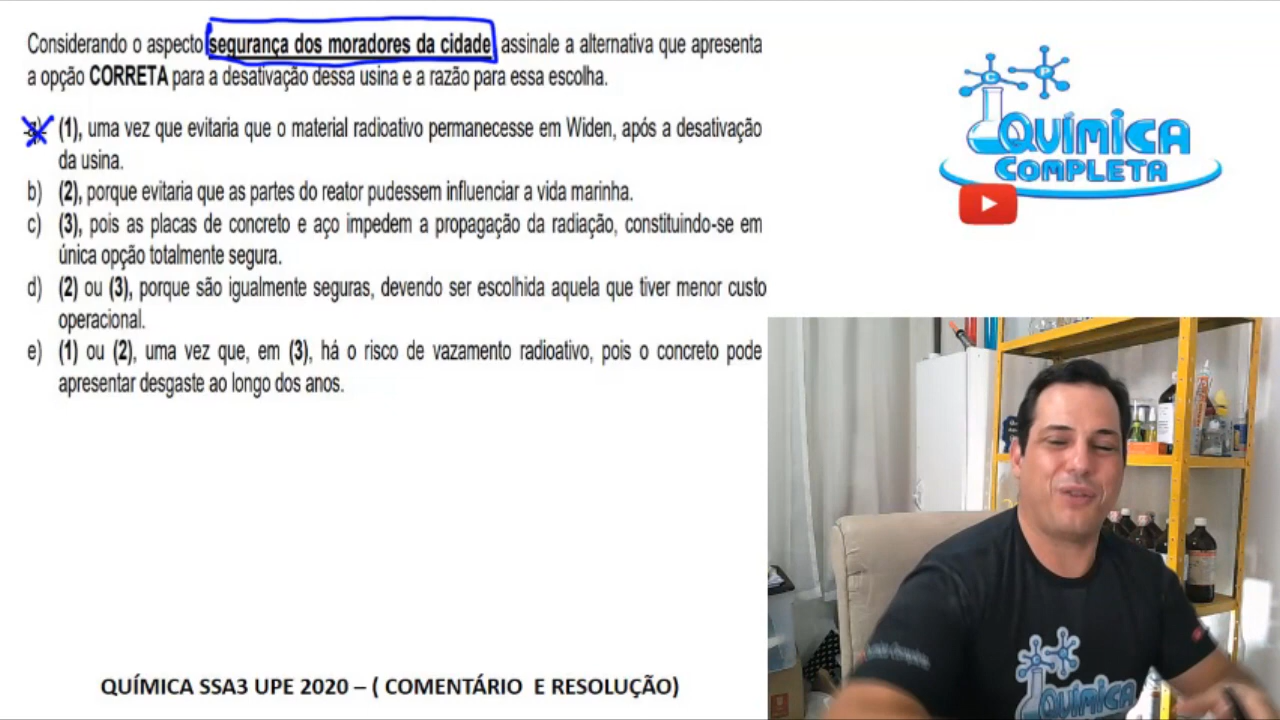 Considerando o aspecto segurança dos moradores da cidade, assinale a alternativa que apresenta
a opção CORRETA para a desativação dessa usina e a razão para essa escolha.
a) (1), uma vez que evitaria que o material radioativo permanecesse em Widen, após a desativação
da usina.
b) (2), porque evitaria que as partes do reator pudessem influenciar a vida marinha.
c) (3), pois as placas de concreto e aço impedem a propagação da radiação, constituindo-se em
única opção totalmente segura.
d) (2) ou (3), porque são igualmente seguras, devendo ser escolhida aquela que tiver menor custo
operacional.
e) (1) ou (2), uma vez que, em (3), há o risco de vazamento radioativo, pois o concreto pode
apresentar desgaste ao longo dos anos.
C P
QUÍMICA
COMPLETA
QUÍMICA
QUÍMICA SSA3 UPE 2020 – ( COMENTÁRIO E RESOLUÇÃO)